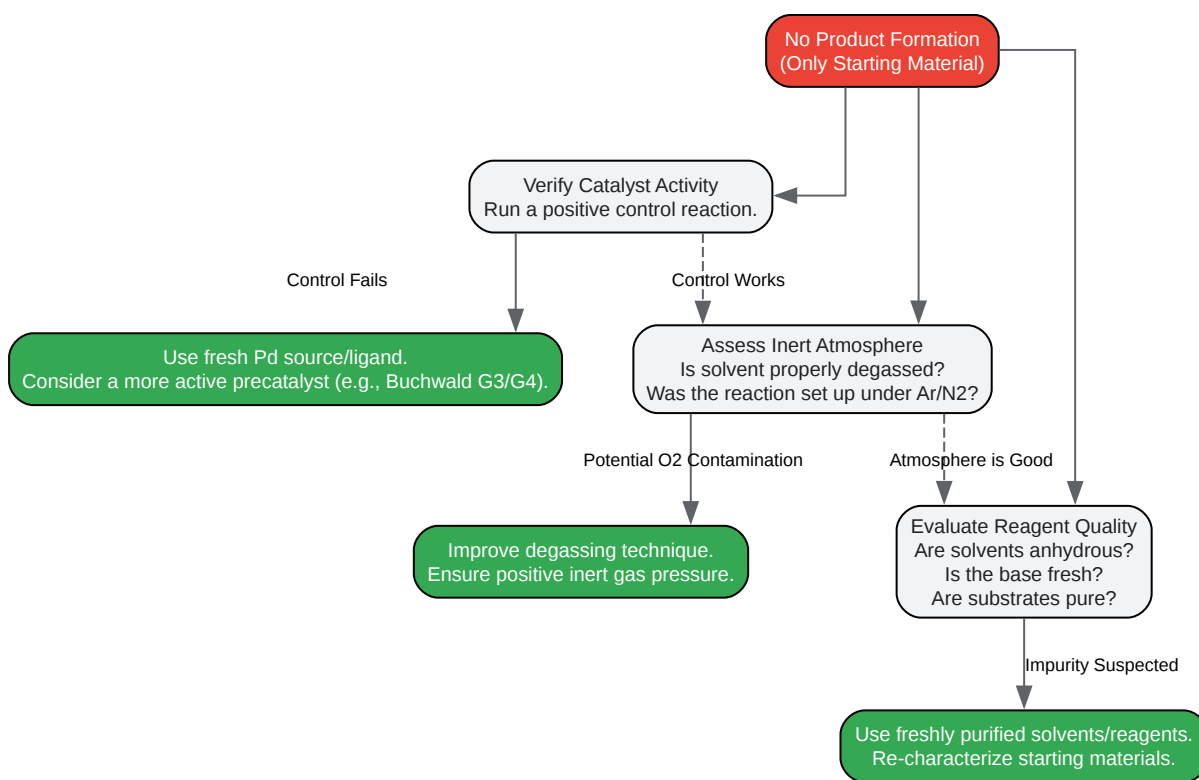 No Product Formation
(Only Starting Material)
Verify Catalyst Activity
Run a positive control reaction.
Control Fails
Control Works
Use fresh Pd source/ligand.
Consider a more active precatalyst (e.g., Buchwald G3/G4).
Assess Inert Atmosphere
Is solvent properly degassed?
Was the reaction set up under Ar/N2?
Potential O2 Contamination
Atmosphere is Good
Improve degassing technique.
Ensure positive inert gas pressure.
Evaluate Reagent Quality
Are solvents anhydrous?
Is the base fresh?
Are substrates pure?
Impurity Suspected
Use freshly purified solvents/reagents.
Re-characterize starting materials.